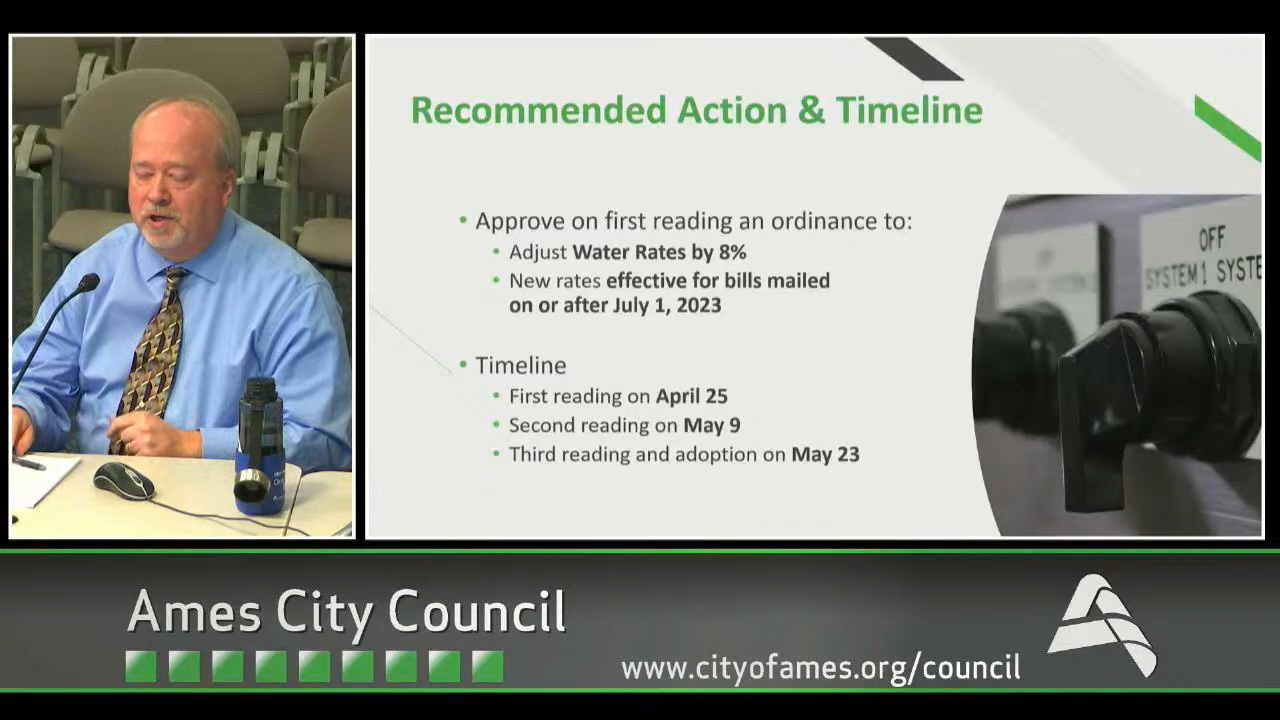 Recommended Action & Timeline
• Approve on first reading an ordinance to:
• Adjust Water Rates by 8%
• New rates effective for bills mailed
on or after July 1, 2023
• Timeline
• First reading on April 25
• Second reading on May 9
• Third reading and adoption on May 23
OFF
SYSTEM1 SYSTE
Ames City Council
www.cityofames.org/council